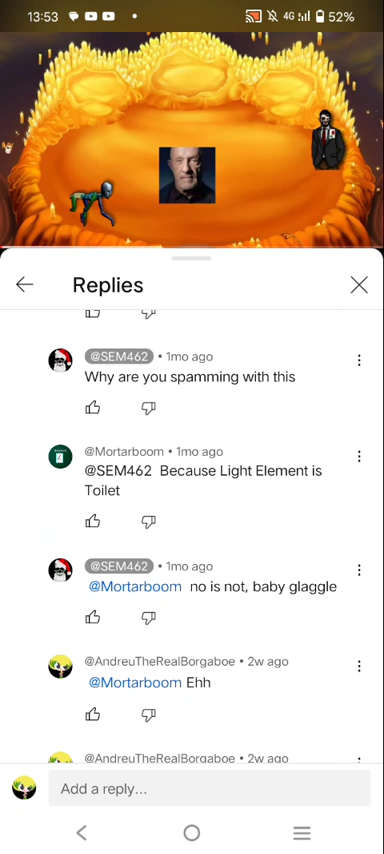 13:53
4G
52%
Replies
@SEM462 • 1mo ago
Why are you spamming with this
@Mortarboom • 1mo ago
@SEM462 Because Light Element is
Toilet
@SEM462 • 1mo ago
@Mortarboom no is not, baby glaggle
@AndreuTheRealBorgaboe • 2w ago
@Mortarboom Ehh
@AndreuTheRealBorgaboe • 2w ago
Add a reply...